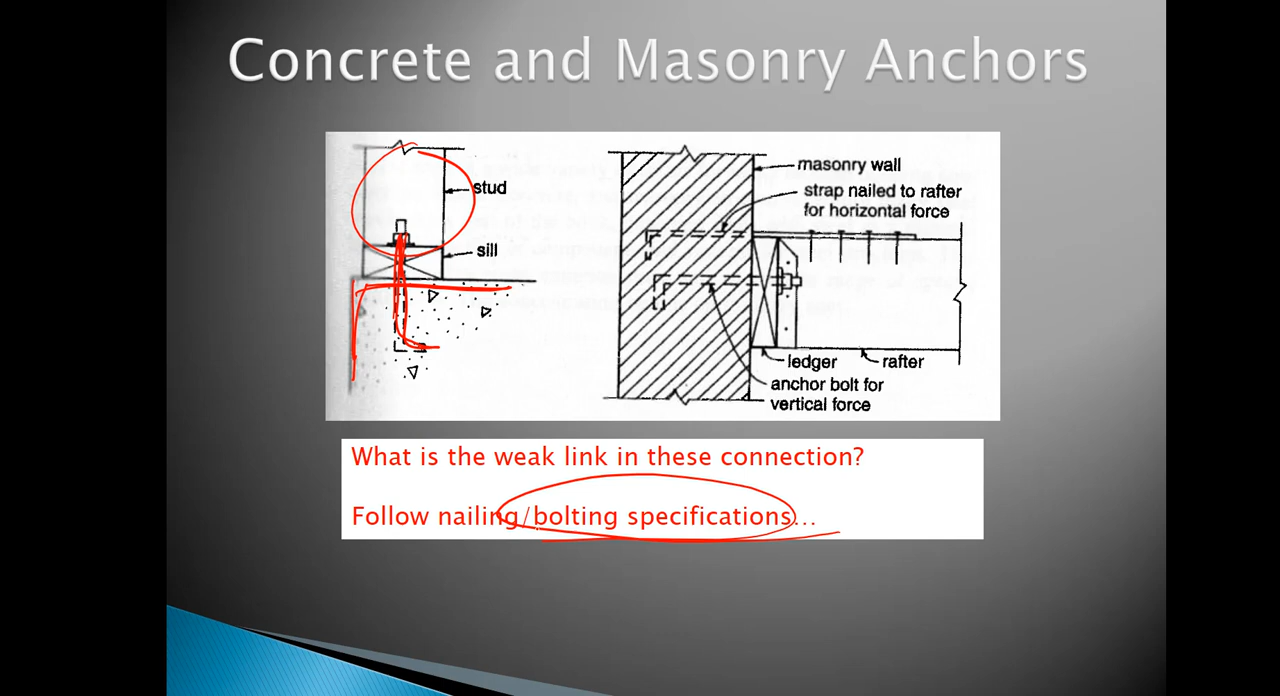 Concrete and Masonry Anchors
stud
sill
masonry wall
strap nailed to rafter
for horizontal force
ledger
rafter
anchor bolt for
vertical force
What is the weak link in these connection?
Follow nailing/bolting specifications...